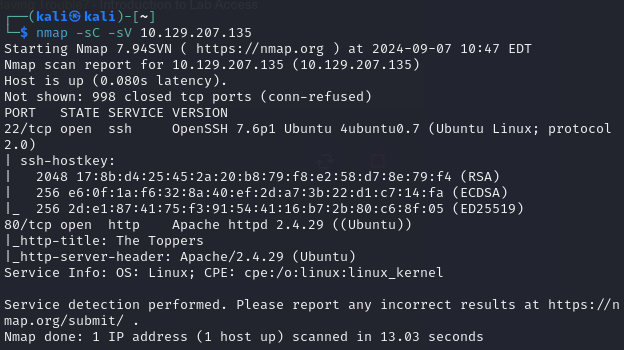 aving Trouble? - Introduction to Lab Access
┌──(kali㉿kali)-[~]
└─$ nmap -sC -sV 10.129.207.135
Starting Nmap 7.94SVN ( https://nmap.org ) at 2024-09-07 10:47 EDT
Nmap scan report for 10.129.207.135 (10.129.207.135)
Host is up (0.080s latency).
Not shown: 998 closed tcp ports (conn-refused)
PORT   STATE SERVICE VERSION
22/tcp open  ssh     OpenSSH 7.6p1 Ubuntu 4ubuntu0.7 (Ubuntu Linux; protocol
2.0)
| ssh-hostkey:
|   2048 17:8b:d4:25:45:2a:20:b8:79:f8:e2:58:d7:8e:79:f4 (RSA)
|   256 e6:0f:1a:f6:32:8a:40:ef:2d:a7:3b:22:d1:c7:14:fa (ECDSA)
|_  256 2d:e1:87:41:75:f3:91:54:41:16:b7:2b:80:c6:8f:05 (ED25519)
80/tcp open  http    Apache httpd 2.4.29 ((Ubuntu))
|_http-title: The Toppers
|_http-server-header: Apache/2.4.29 (Ubuntu)
Service Info: OS: Linux; CPE: cpe:/o:linux:linux_kernel

Service detection performed. Please report any incorrect results at https://n
map.org/submit/ .
Nmap done: 1 IP address (1 host up) scanned in 13.03 seconds